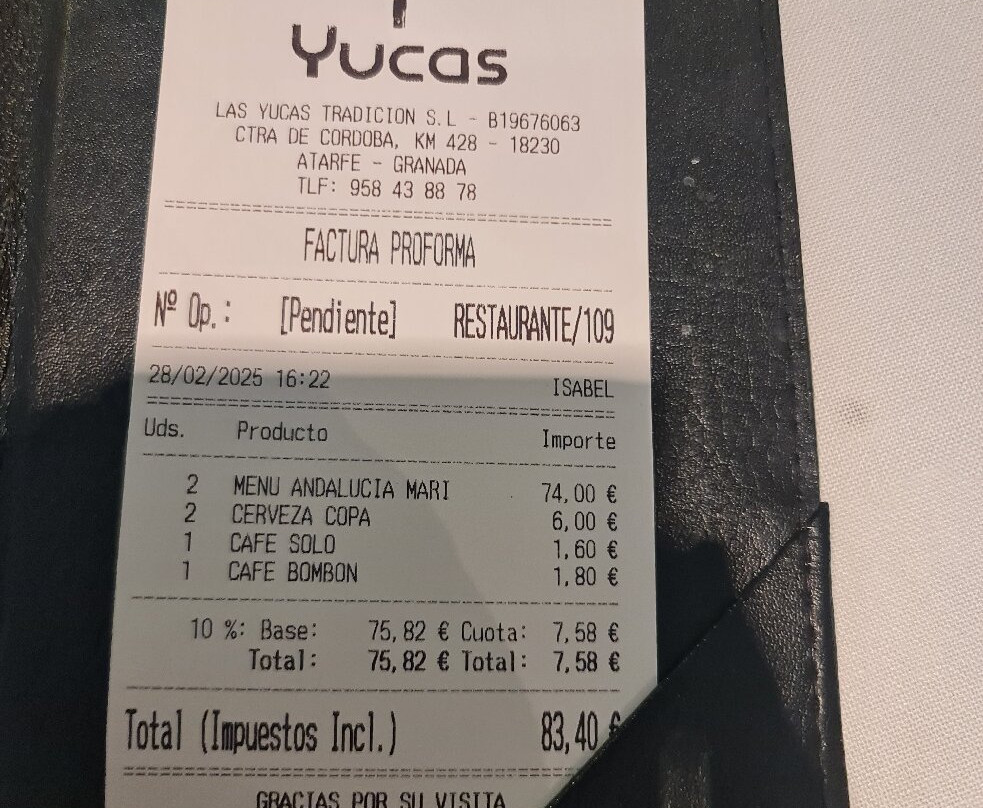 Yucas
LAS YUCAS TRADICION S.L - B19676063
CTRA DE CORDOBA, KM 428 - 18230
ATARFE - GRANADA
TLF: 958 43 88 78
FACTURA PROFORMA
Nº Op.: [Pendiente] RESTAURANTE/109
28/02/2025 16:22 ISABEL
Uds. Producto Importe
2 MENU ANDALUCIA MARI 74,00 €
2 CERVEZA COPA 6,00 €
1 CAFE SOLO 1,60 €
1 CAFE BOMBON 1,80 €
10 %: Base: 75,82 € Cuota: 7,58 €
Total: 75,82 € Total: 7,58 €
Total (Impuestos Incl.) 83,40 €
GRACIAS POR SU VISITA